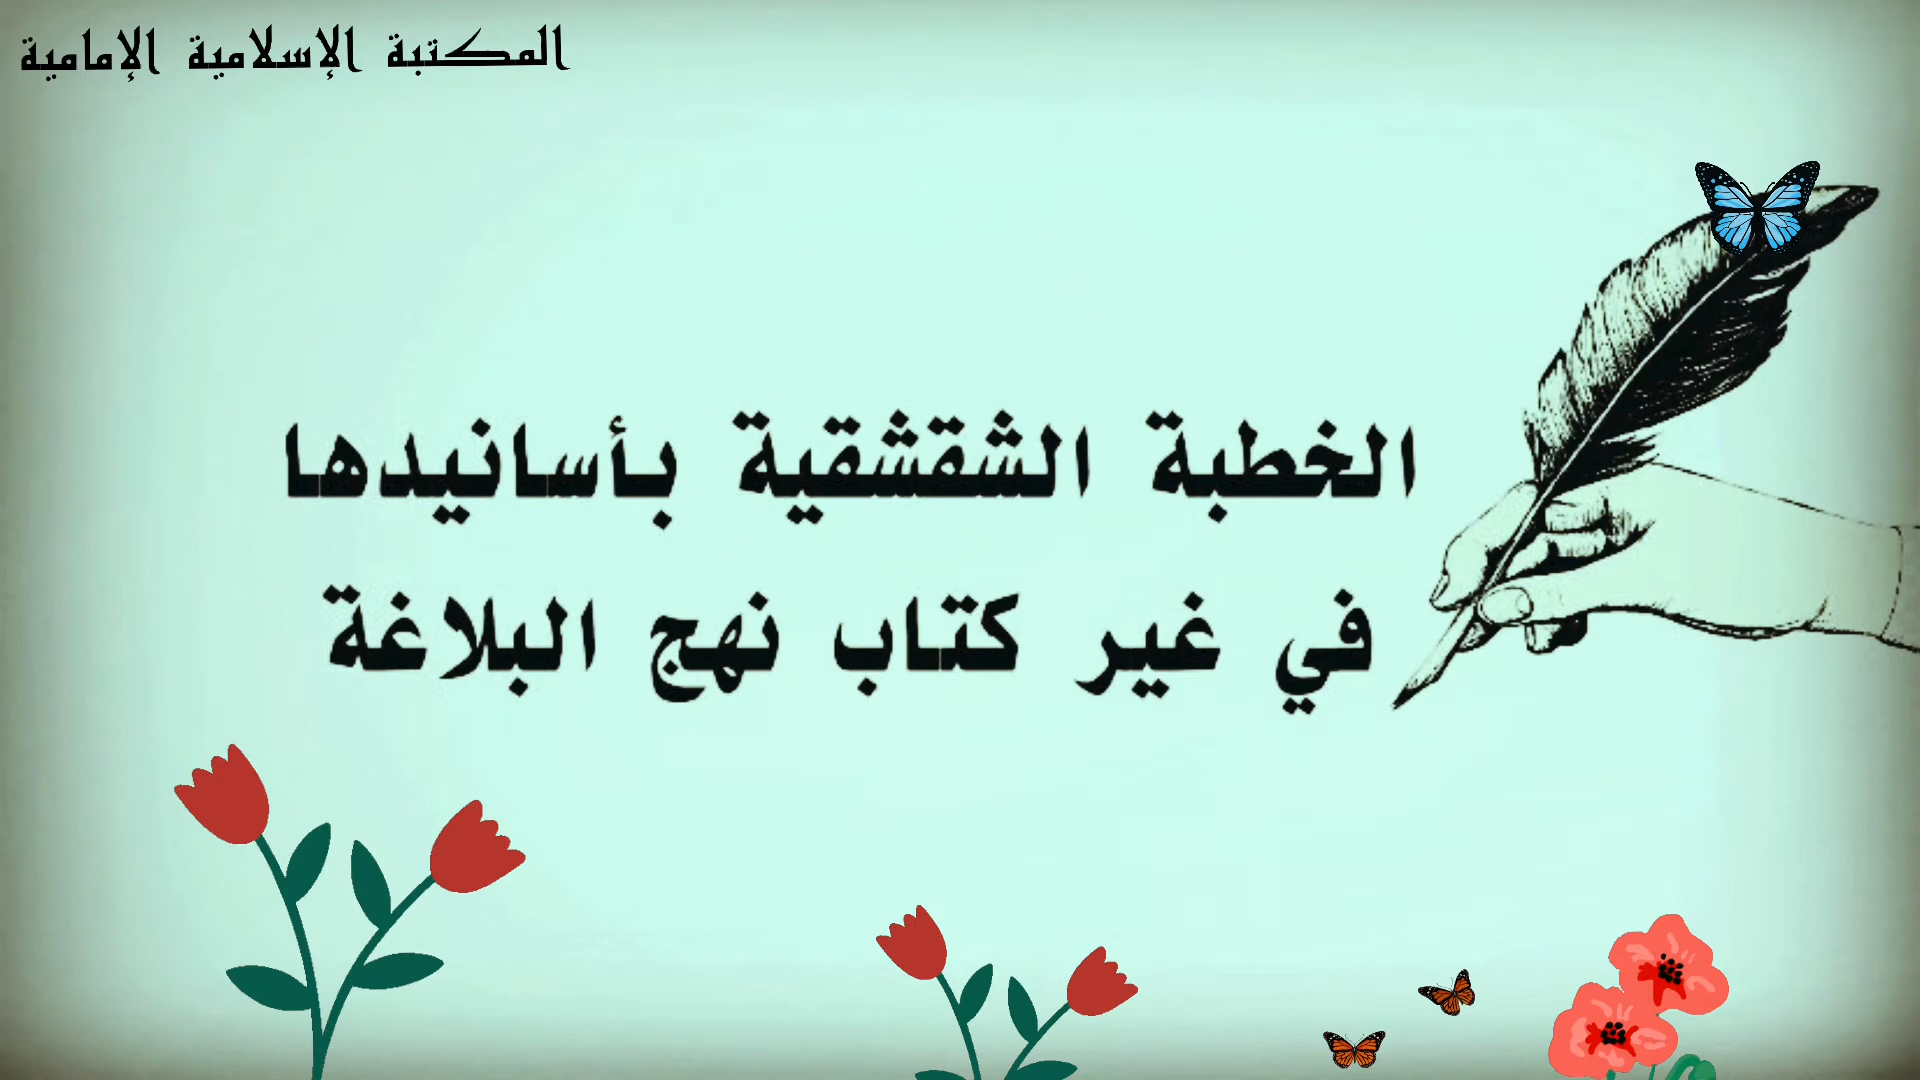 المكتبة الإسلامية الإمامية
الخطبة الشقشقية بأسانيدها
في غير كتاب نهج البلاغة